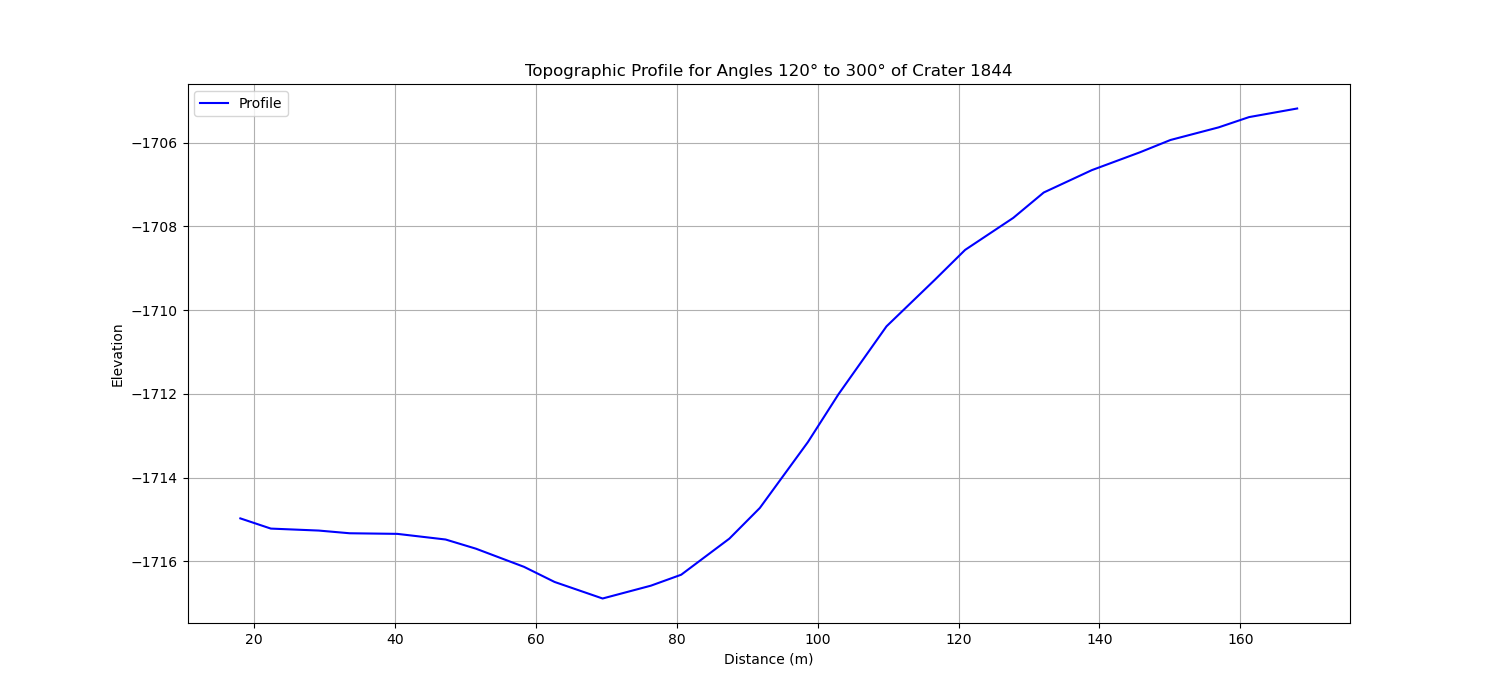 Topographic Profile for Angles 120° to 300° of Crater 1844
Profile
−1706
−1708
−1710
−1712
−1714
−1716
Elevation
20 40 60 80 100 120 140 160
Distance (m)